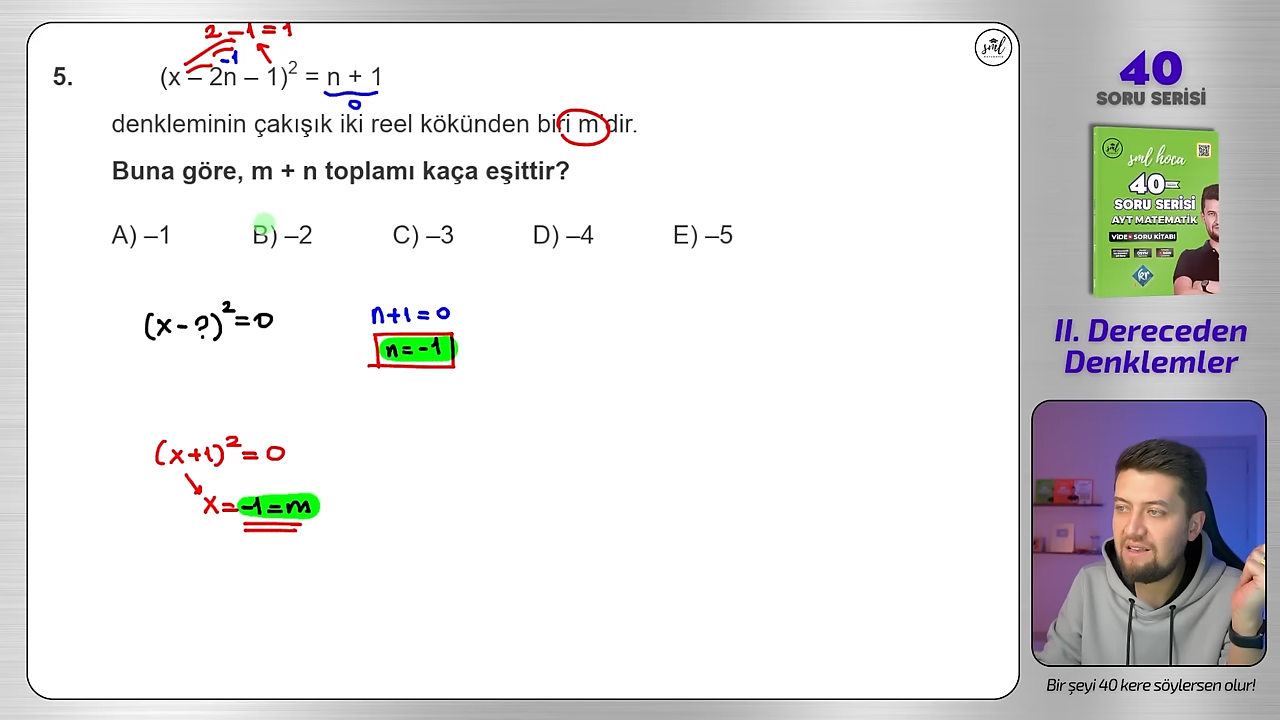 2 – 1 = 1
-1
5. (x – 2n – 1)² = n + 1
0
denkleminin çakışık iki reel kökünden biri m'dir.
Buna göre, m + n toplamı kaça eşittir?
A) –1 B) –2 C) –3 D) –4 E) –5
(x - ?)² = 0
n+1 = 0
n = -1
(x+1)² = 0
x = -1 = m
sml
40
SORU SERİSİ
sml hoca
40
SORU SERİSİ
AYT MATEMATİK
VİDEO SORU KİTABI
II. Dereceden
Denklemler
Bir şeyi 40 kere söylersen olur!